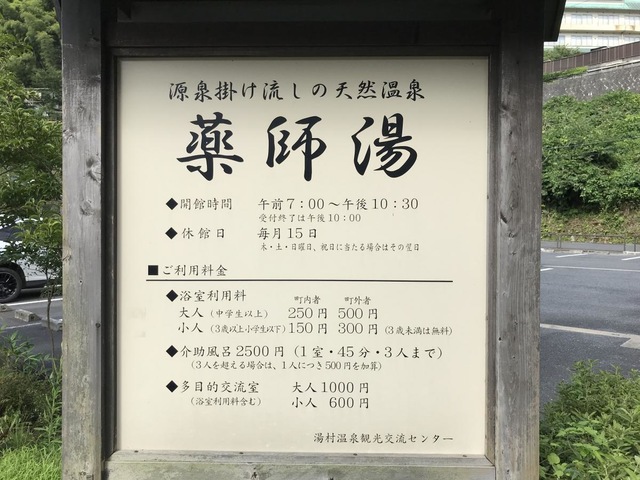 源泉掛け流しの天然温泉
薬師湯
◆開館時間 午前7:00～午後10:30
受付終了は午後10:00
◆休館日 毎月15日
木・土・日曜日、祝日に当たる場合はその翌日
■ご利用料金
◆浴室利用料 町内者 町外者
大人(中学生以上) 250円 500円
小人(3歳以上小学生以下) 150円 300円 (3歳未満は無料)
◆介助風呂2500円(1室・45分・3人まで)
(3人を超える場合は、1人につき500円を加算)
◆多目的交流室 大人1000円
(浴室利用料含む) 小人 600円
湯村温泉観光交流センター